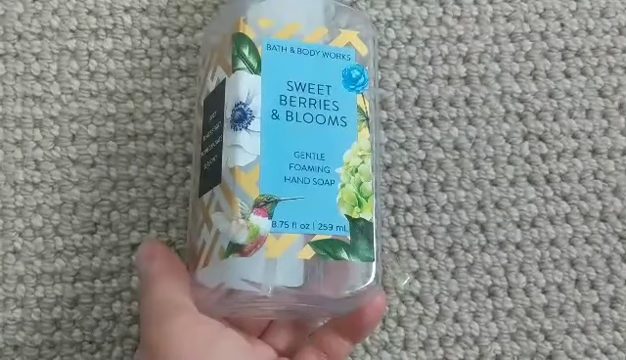 BATH & BODY WORKS
SWEET
BERRIES
& BLOOMS
GENTLE
FOAMING
HAND SOAP
8.75 fl oz | 259 mL